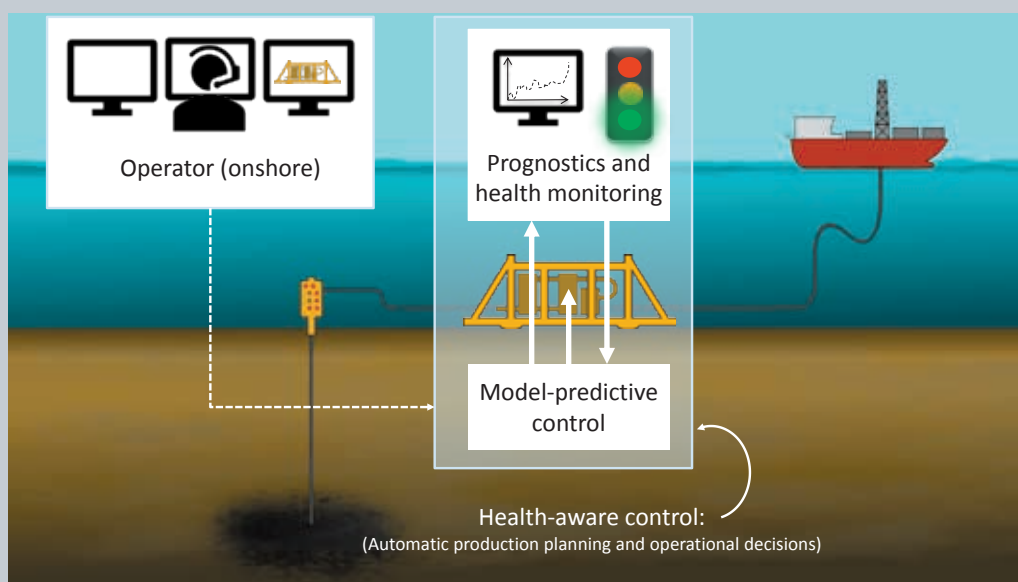 Operator (onshore)
Prognostics and
health monitoring
Model-predictive
control
Health-aware control:
(Automatic production planning and operational decisions)